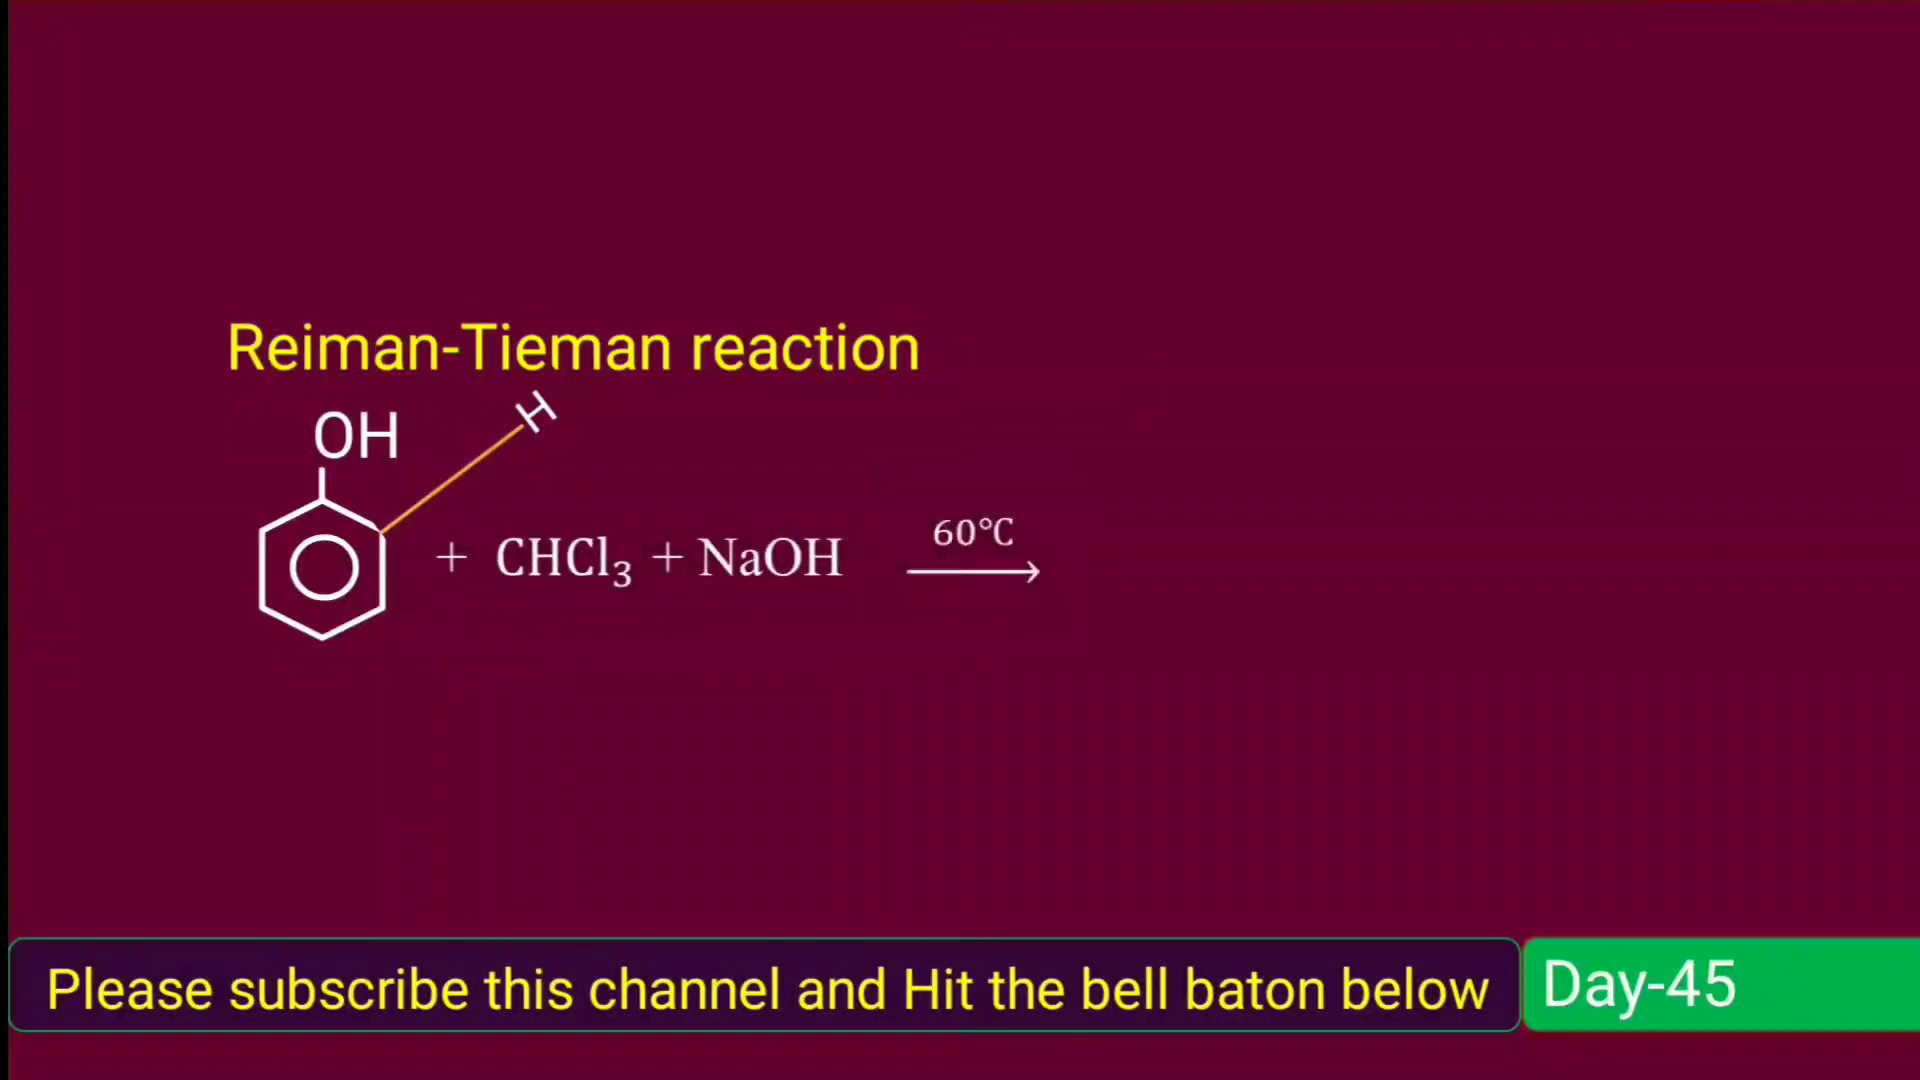 Reiman-Tieman reaction
OH
H
+ CHCl₃ + NaOH
60°C
Please subscribe this channel and Hit the bell baton below
Day-45